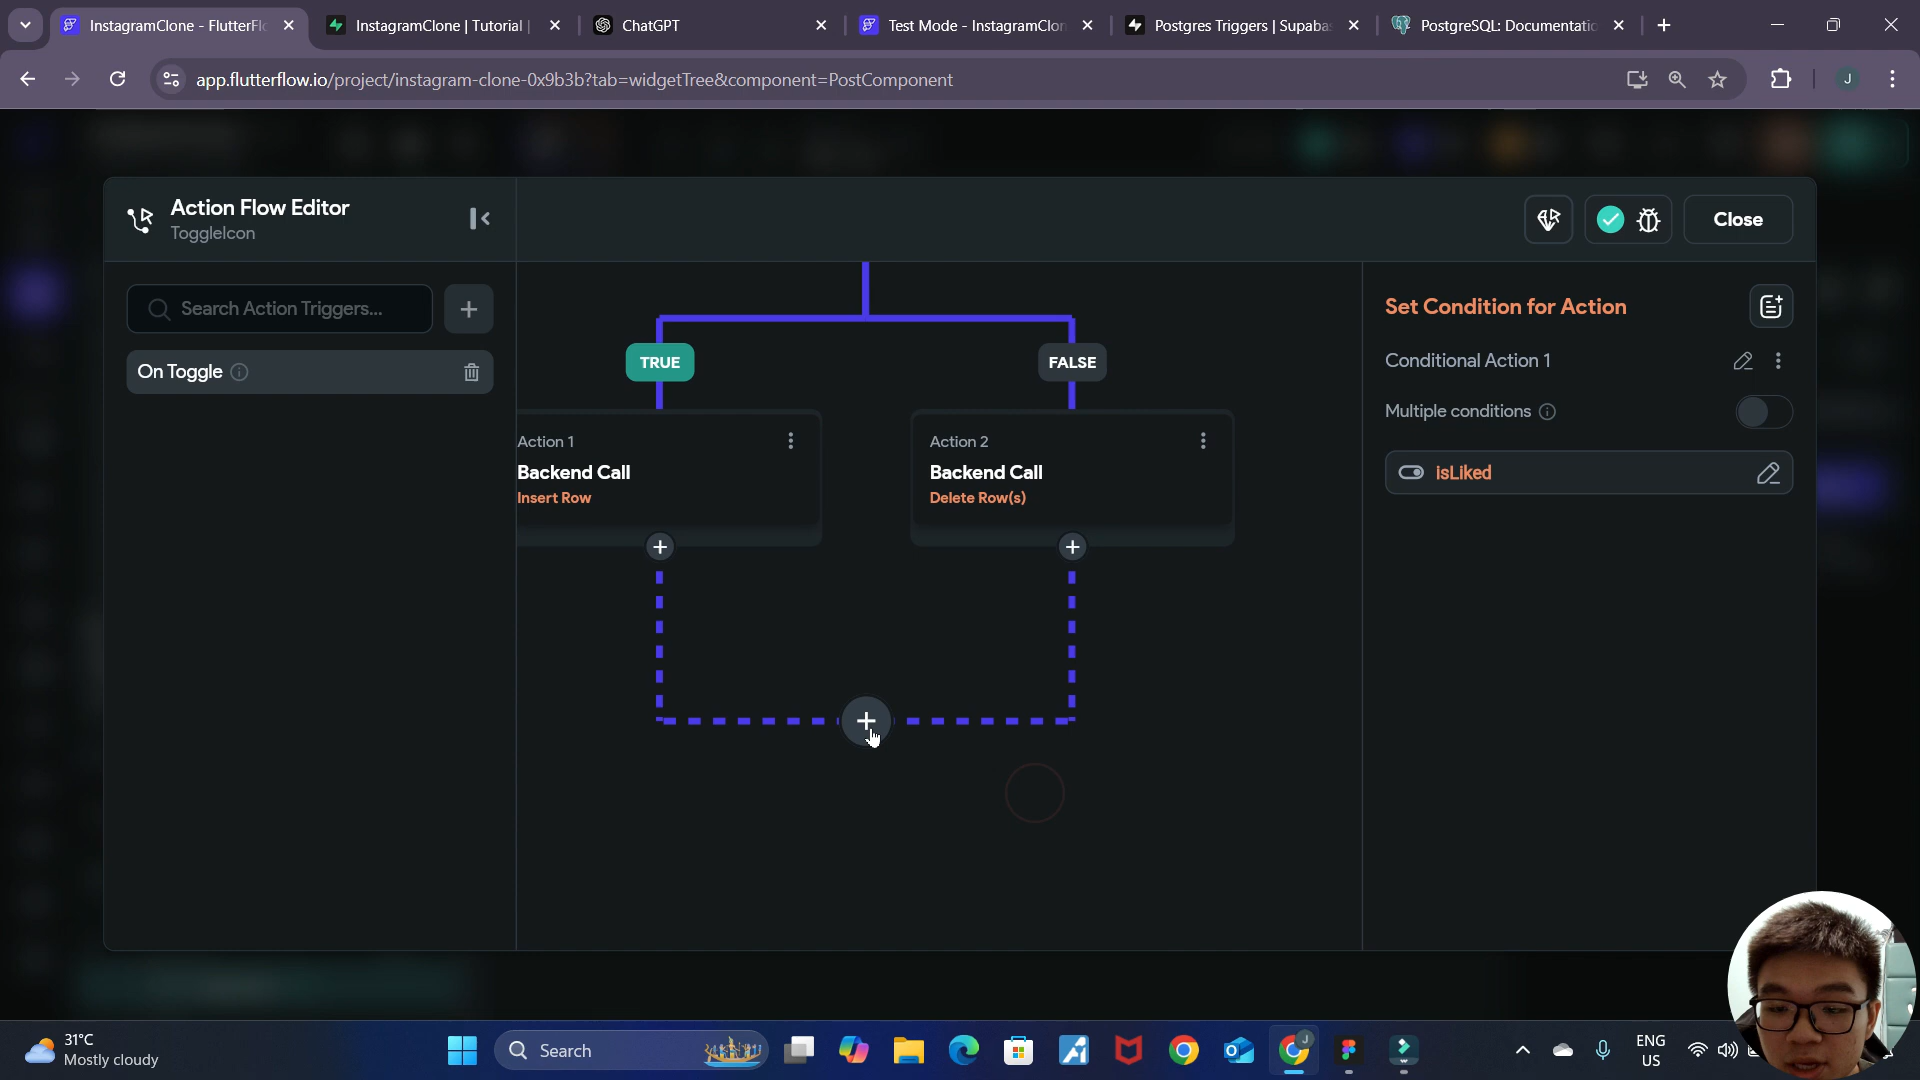 InstagramClone - FlutterFl
InstagramClone | Tutorial |
ChatGPT
Test Mode - InstagramClon
Postgres Triggers | Supabas
PostgreSQL: Documentatio
app.flutterflow.io/project/instagram-clone-0x9b3b?tab=widgetTree&component=PostComponent
J
Action Flow Editor
ToggleIcon
Close
Search Action Triggers...
On Toggle
TRUE
FALSE
Action 1
Backend Call
Insert Row
Action 2
Backend Call
Delete Row(s)
Set Condition for Action
Conditional Action 1
Multiple conditions
isLiked
31°C
Mostly cloudy
Search
J
ENG
US